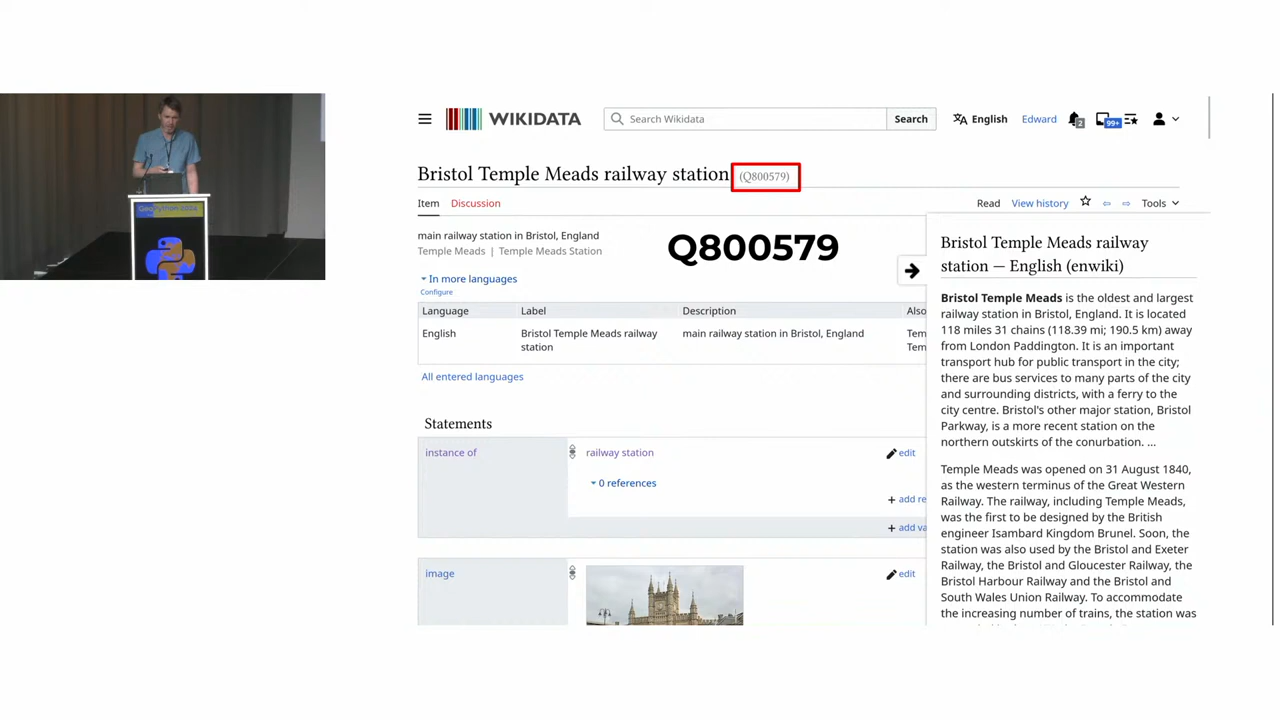 GeoPython 2024
WIKIDATA
Search Wikidata
Search
English
Edward
2
99+
Bristol Temple Meads railway station (Q800579)
Item Discussion
Read View history Tools
main railway station in Bristol, England
Temple Meads | Temple Meads Station
Q800579
In more languages
Configure
Language Label Description Also
English Bristol Temple Meads railway main railway station in Bristol, England Tem
station Tem
All entered languages
Statements
instance of railway station edit
0 references
+ add re
+ add va
image edit
Bristol Temple Meads railway
station — English (enwiki)
Bristol Temple Meads is the oldest and largest
railway station in Bristol, England. It is located
118 miles 31 chains (118.39 mi; 190.5 km) away
from London Paddington. It is an important
transport hub for public transport in the city;
there are bus services to many parts of the city
and surrounding districts, with a ferry to the
city centre. Bristol's other major station, Bristol
Parkway, is a more recent station on the
northern outskirts of the conurbation. ...
Temple Meads was opened on 31 August 1840,
as the western terminus of the Great Western
Railway. The railway, including Temple Meads,
was the first to be designed by the British
engineer Isambard Kingdom Brunel. Soon, the
station was also used by the Bristol and Exeter
Railway, the Bristol and Gloucester Railway, the
Bristol Harbour Railway and the Bristol and
South Wales Union Railway. To accommodate
the increasing number of trains, the station was